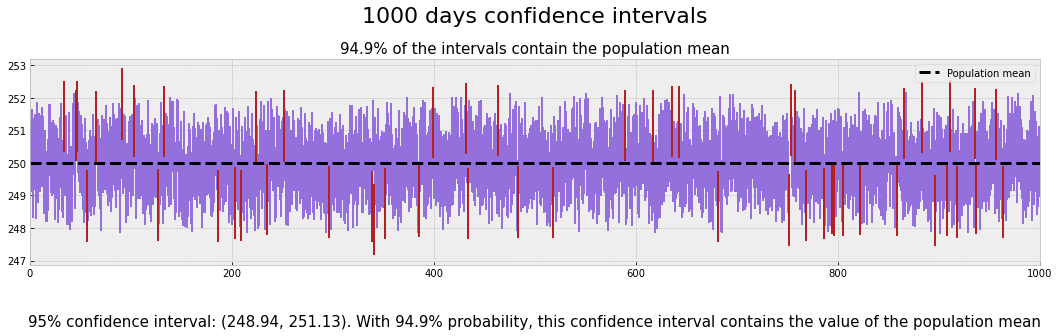 1000 days confidence intervals
94.9% of the intervals contain the population mean
Population mean
253
252
251
250
249
248
247
0 200 400 600 800 1000
95% confidence interval: (248.94, 251.13). With 94.9% probability, this confidence interval contains the value of the population mean